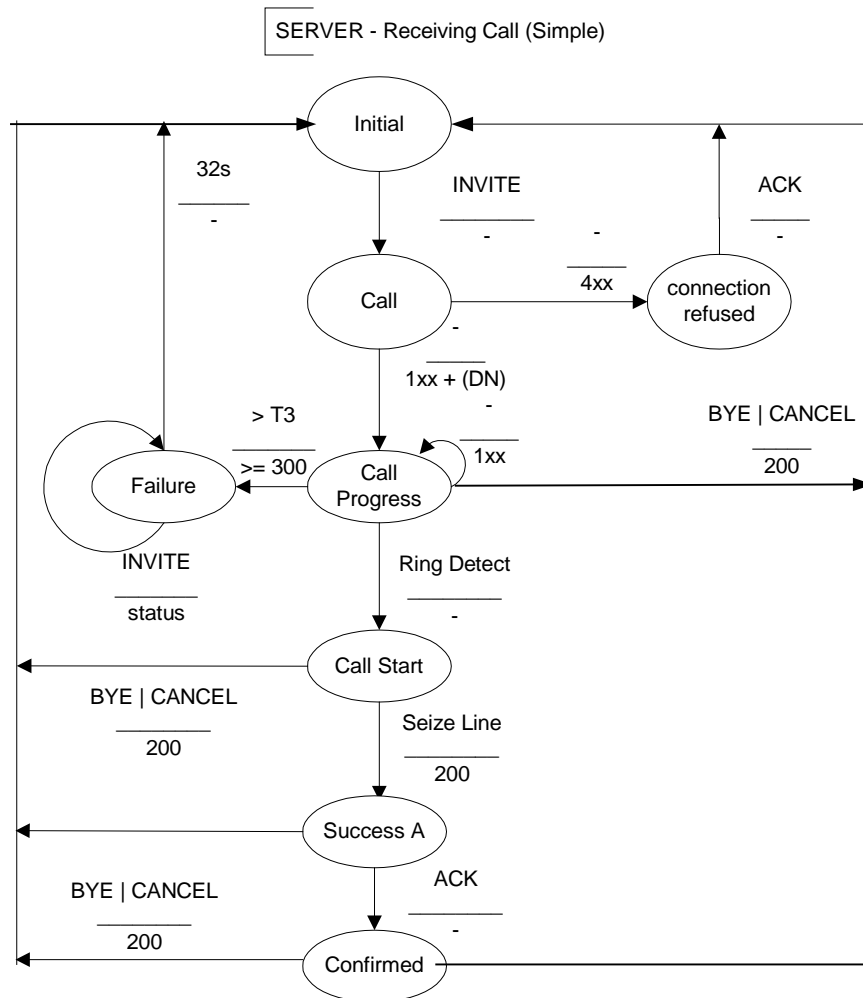 SERVER - Receiving Call (Simple)
Initial
32s
-
INVITE
-
ACK
-
-
4xx
Call
connection
refused
-
1xx + (DN)
-
1xx
> T3
>= 300
BYE | CANCEL
200
Failure
Call
Progress
INVITE
status
Ring Detect
-
Call Start
BYE | CANCEL
200
Seize Line
200
Success A
BYE | CANCEL
200
ACK
-
Confirmed